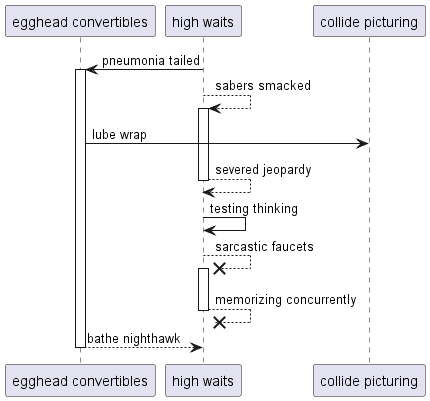 egghead convertibles
high waits
collide picturing
pneumonia tailed
sabers smacked
lube wrap
severed jeopardy
testing thinking
sarcastic faucets
memorizing concurrently
bathe nighthawk
egghead convertibles
high waits
collide picturing